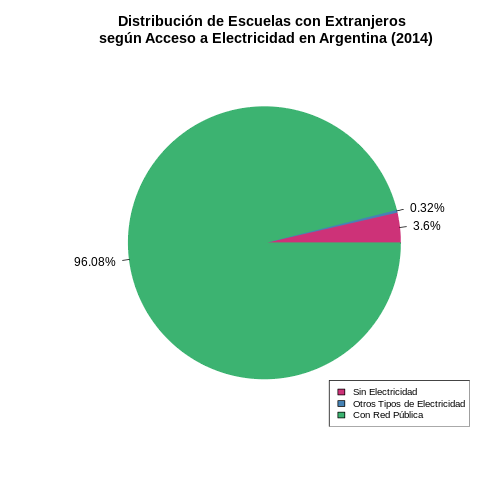 Distribución de Escuelas con Extranjeros
según Acceso a Electricidad en Argentina (2014)
0.32%
3.6%
96.08%
Sin Electricidad
Otros Tipos de Electricidad
Con Red Pública